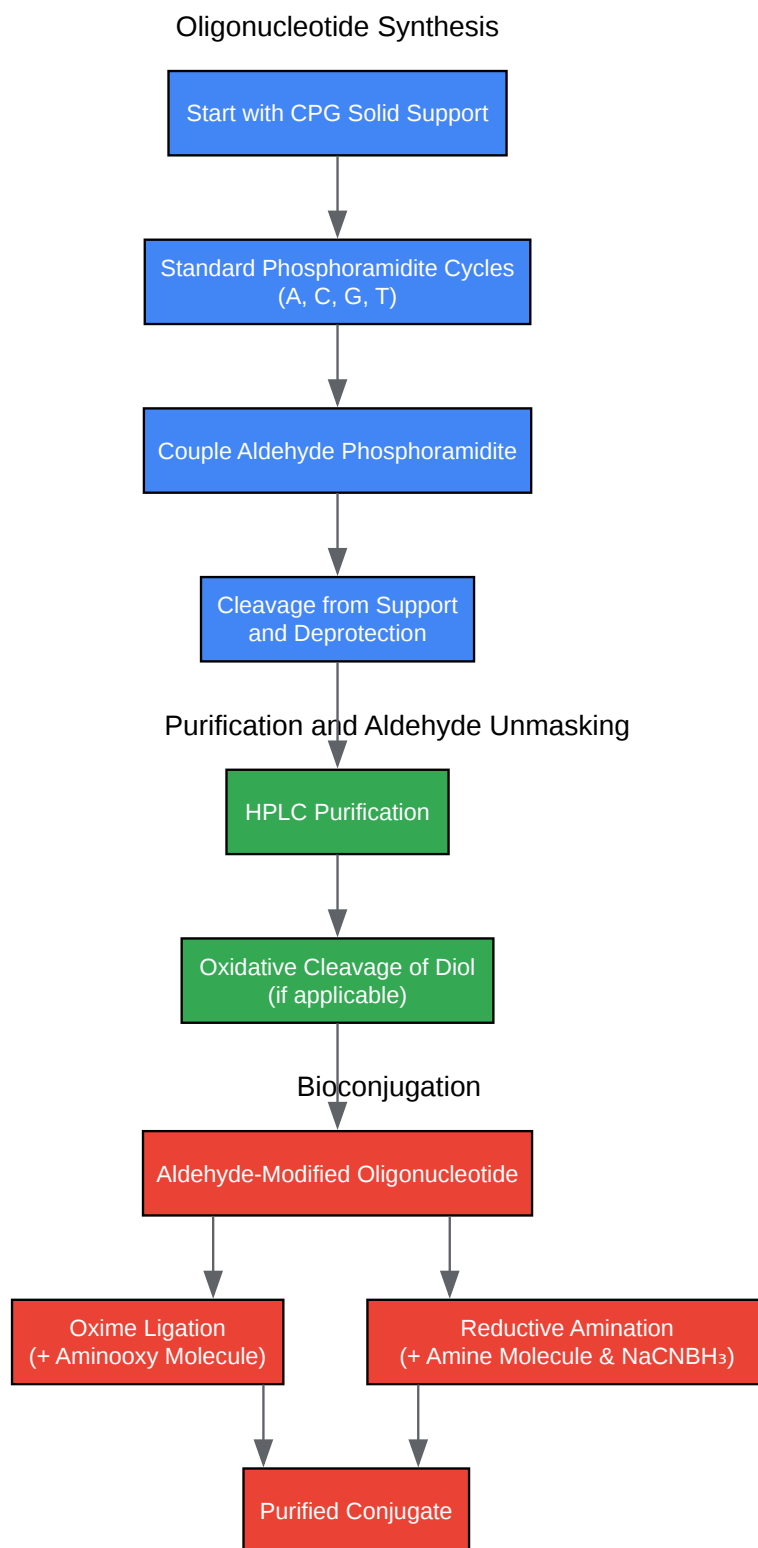 Oligonucleotide Synthesis
Start with CPG Solid Support
Standard Phosphoramidite Cycles
(A, C, G, T)
Couple Aldehyde Phosphoramidite
Cleavage from Support
and Deprotection
Purification and Aldehyde Unmasking
HPLC Purification
Oxidative Cleavage of Diol
(if applicable)
Bioconjugation
Aldehyde-Modified Oligonucleotide
Oxime Ligation
(+ Aminooxy Molecule)
Reductive Amination
(+ Amine Molecule & NaCNBH₃)
Purified Conjugate